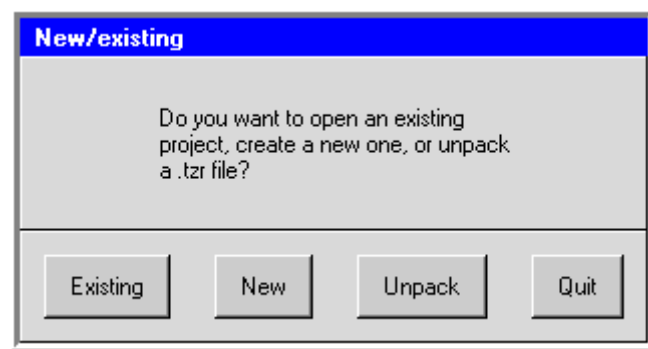 New/existing
Do you want to open an existing
project, create a new one, or unpack
a .tzr file?
Existing New Unpack Quit